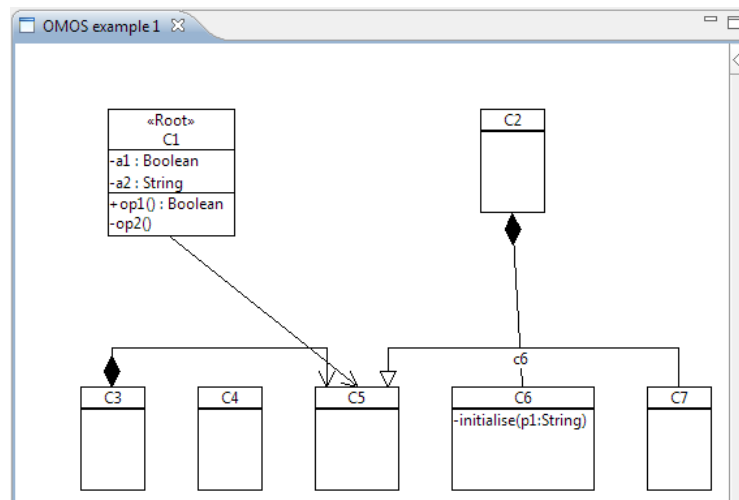 OMOS example 1
«Root»
C1
-a1 : Boolean
-a2 : String
+op1() : Boolean
-op2()
C2
c6
C3
C4
C5
C6
-initialise(p1:String)
C7